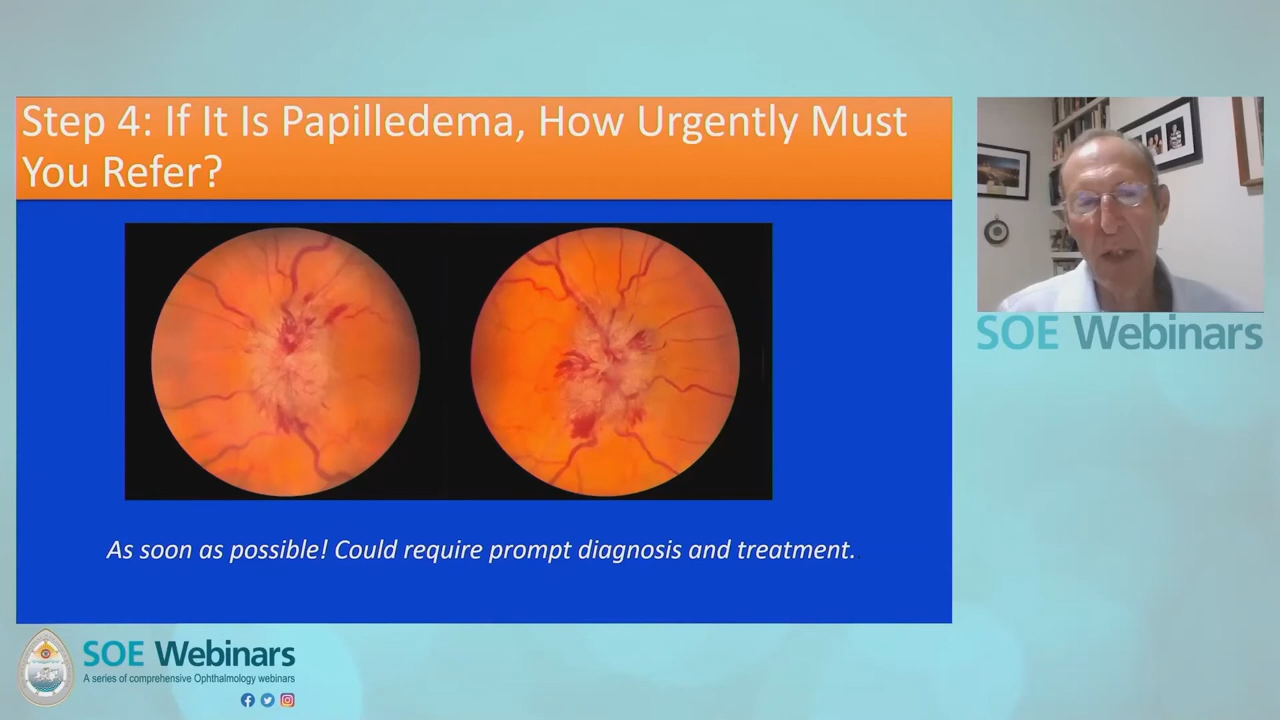 Step 4: If It Is Papilledema, How Urgently Must
You Refer?
As soon as possible! Could require prompt diagnosis and treatment..
SOE Webinars
SOE Webinars
A series of comprehensive Ophthalmology webinars